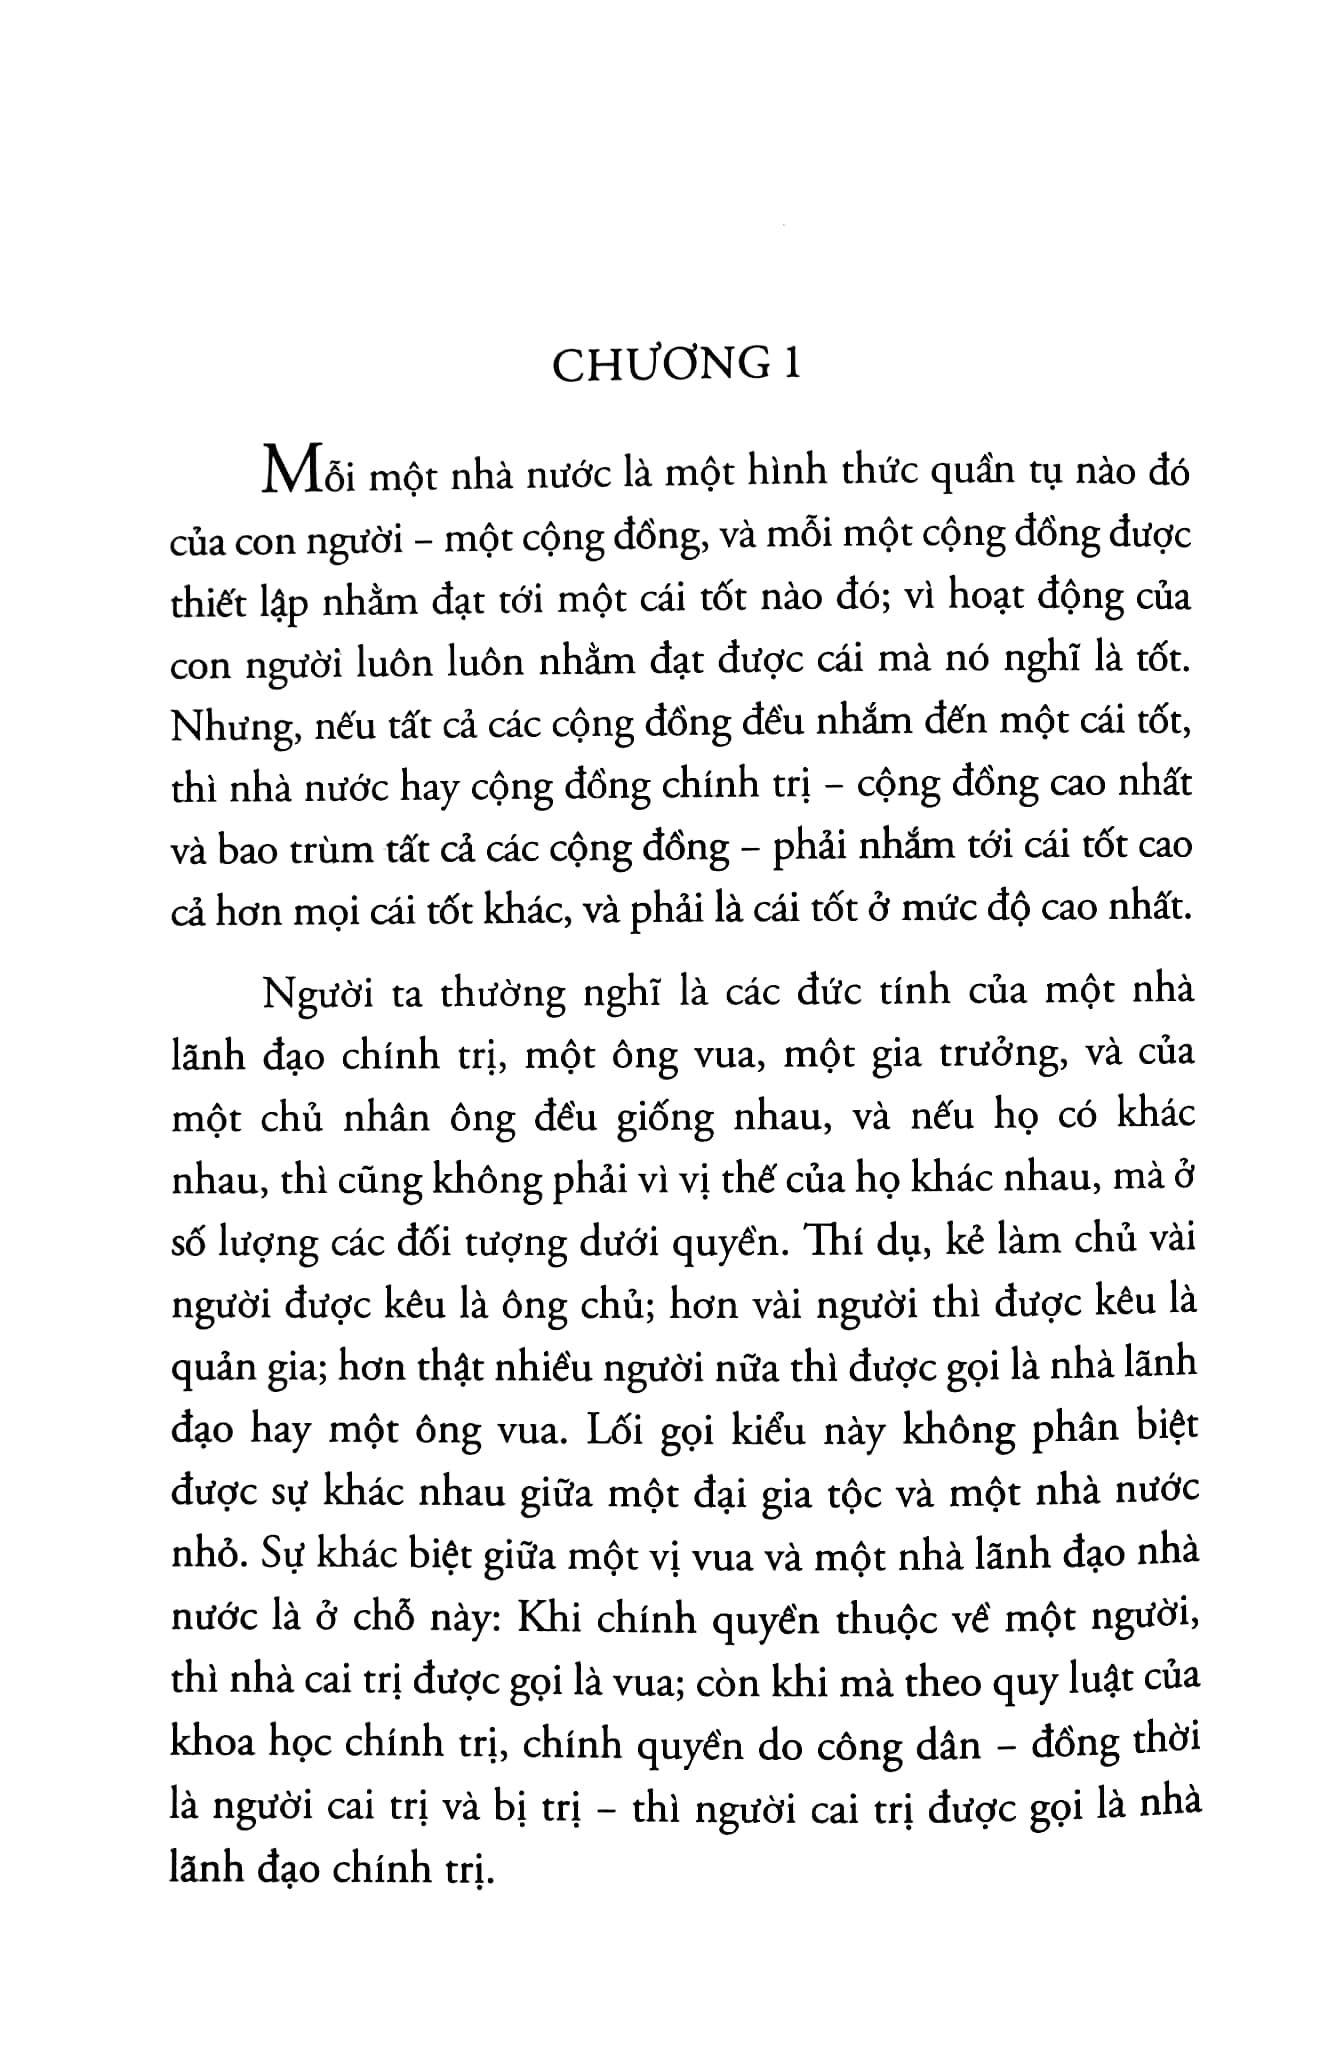 CHƯƠNG 1
Mỗi một nhà nước là một hình thức quần tụ nào đó
của con người – một cộng đồng, và mỗi một cộng đồng được
thiết lập nhằm đạt tới một cái tốt nào đó; vì hoạt động của
con người luôn luôn nhằm đạt được cái mà nó nghĩ là tốt.
Nhưng, nếu tất cả các cộng đồng đều nhắm đến một cái tốt,
thì nhà nước hay cộng đồng chính trị – cộng đồng cao nhất
và bao trùm tất cả các cộng đồng – phải nhắm tới cái tốt cao
cả hơn mọi cái tốt khác, và phải là cái tốt ở mức độ cao nhất.
Người ta thường nghĩ là các đức tính của một nhà
lãnh đạo chính trị, một ông vua, một gia trưởng, và của
một chủ nhân ông đều giống nhau, và nếu họ có khác
nhau, thì cũng không phải vì vị thế của họ khác nhau, mà ở
số lượng các đối tượng dưới quyền. Thí dụ, kẻ làm chủ vài
người được kêu là ông chủ; hơn vài người thì được kêu là
quản gia; hơn thật nhiều người nữa thì được gọi là nhà lãnh
đạo hay một ông vua. Lối gọi kiểu này không phân biệt
được sự khác nhau giữa một đại gia tộc và một nhà nước
nhỏ. Sự khác biệt giữa một vị vua và một nhà lãnh đạo nhà
nước là ở chỗ này: Khi chính quyền thuộc về một người,
thì nhà cai trị được gọi là vua; còn khi mà theo quy luật của
khoa học chính trị, chính quyền do công dân – đồng thời
là người cai trị và bị trị – thì người cai trị được gọi là nhà
lãnh đạo chính trị.